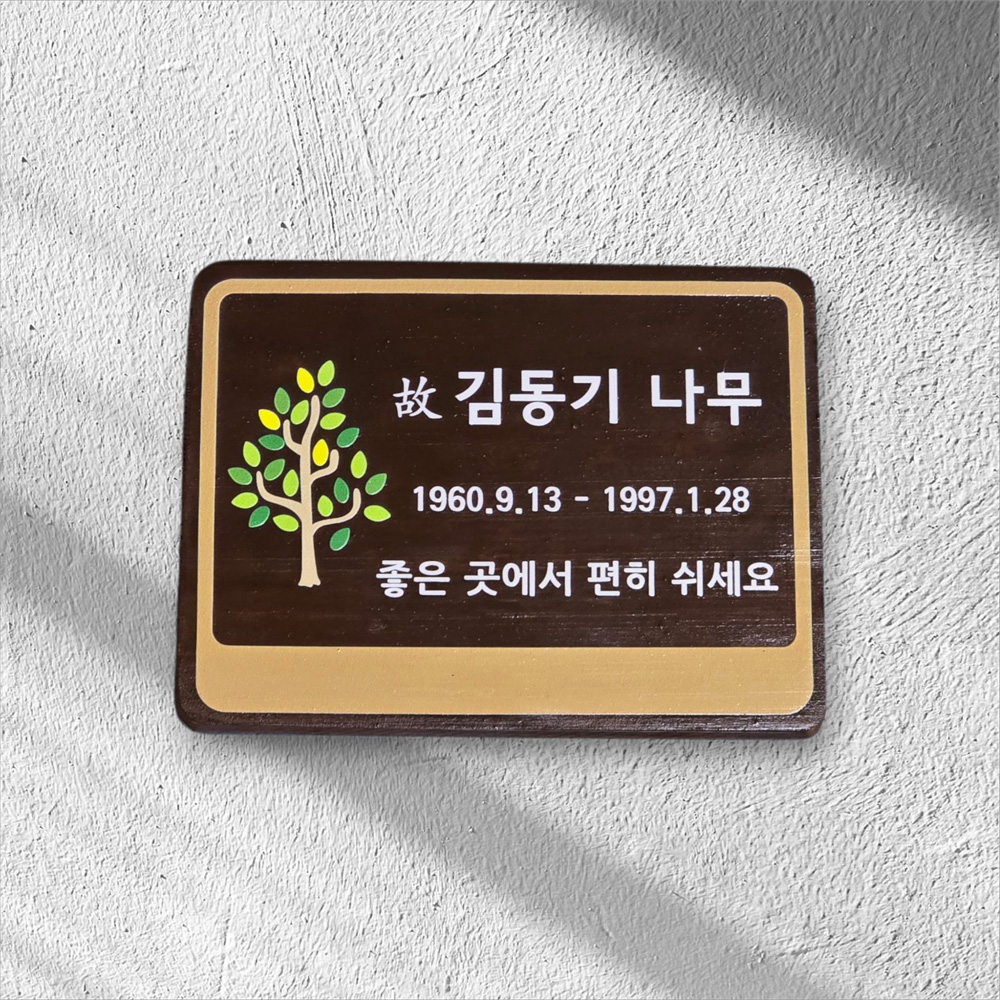 故 김동기 나무
1960.9.13 - 1997.1.28
좋은 곳에서 편히 쉬세요